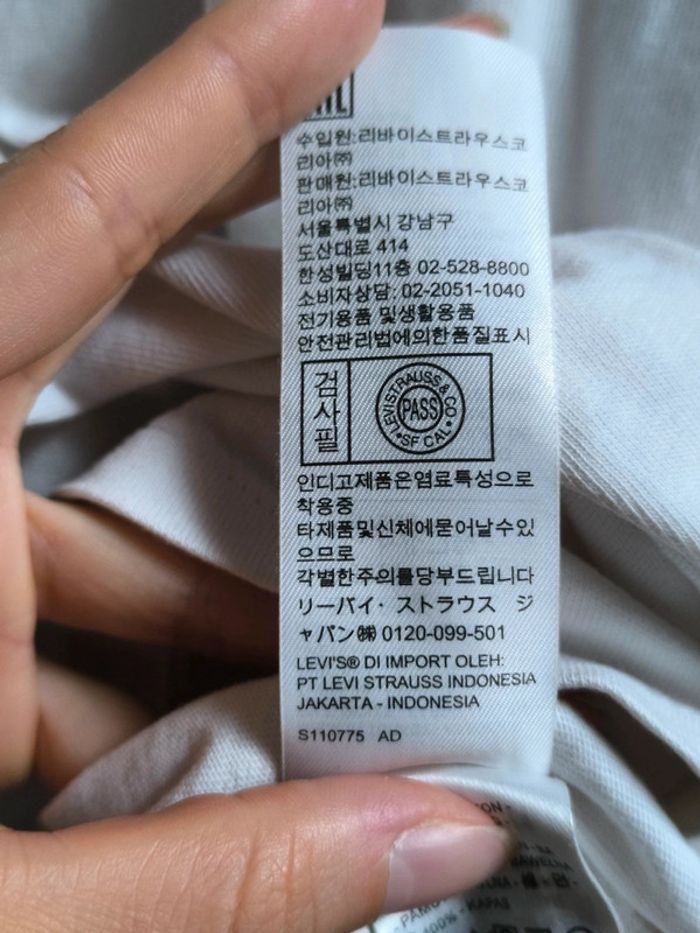 수입원:리바이스트라우스코
리아㈜
판매원:리바이스트라우스코
리아㈜
서울특별시 강남구
도산대로 414
한성빌딩11층 02-528-8800
소비자상담: 02-2051-1040
전기용품 및생활용품
안전관리법에의한품질표시
검사필
LEVI STRAUSS & CO
PASS
SF CAL
인디고제품은염료특성으로
착용중
타제품및신체에묻어날수있
으므로
각별한주의를당부드립니다
リーバイ・ストラウス ジ
ャパン㈱ 0120-099-501
LEVI'S® DI IMPORT OLEH:
PT LEVI STRAUSS INDONESIA
JAKARTA - INDONESIA
S110775 AD
100% - KAPAS